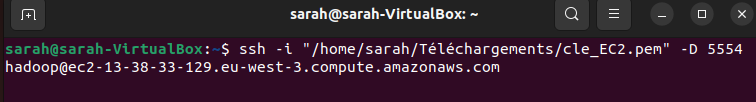 sarah@sarah-VirtualBox: ~
sarah@sarah-VirtualBox:~$ ssh -i "/home/sarah/Téléchargements/cle_EC2.pem" -D 5554
hadoop@ec2-13-38-33-129.eu-west-3.compute.amazonaws.com